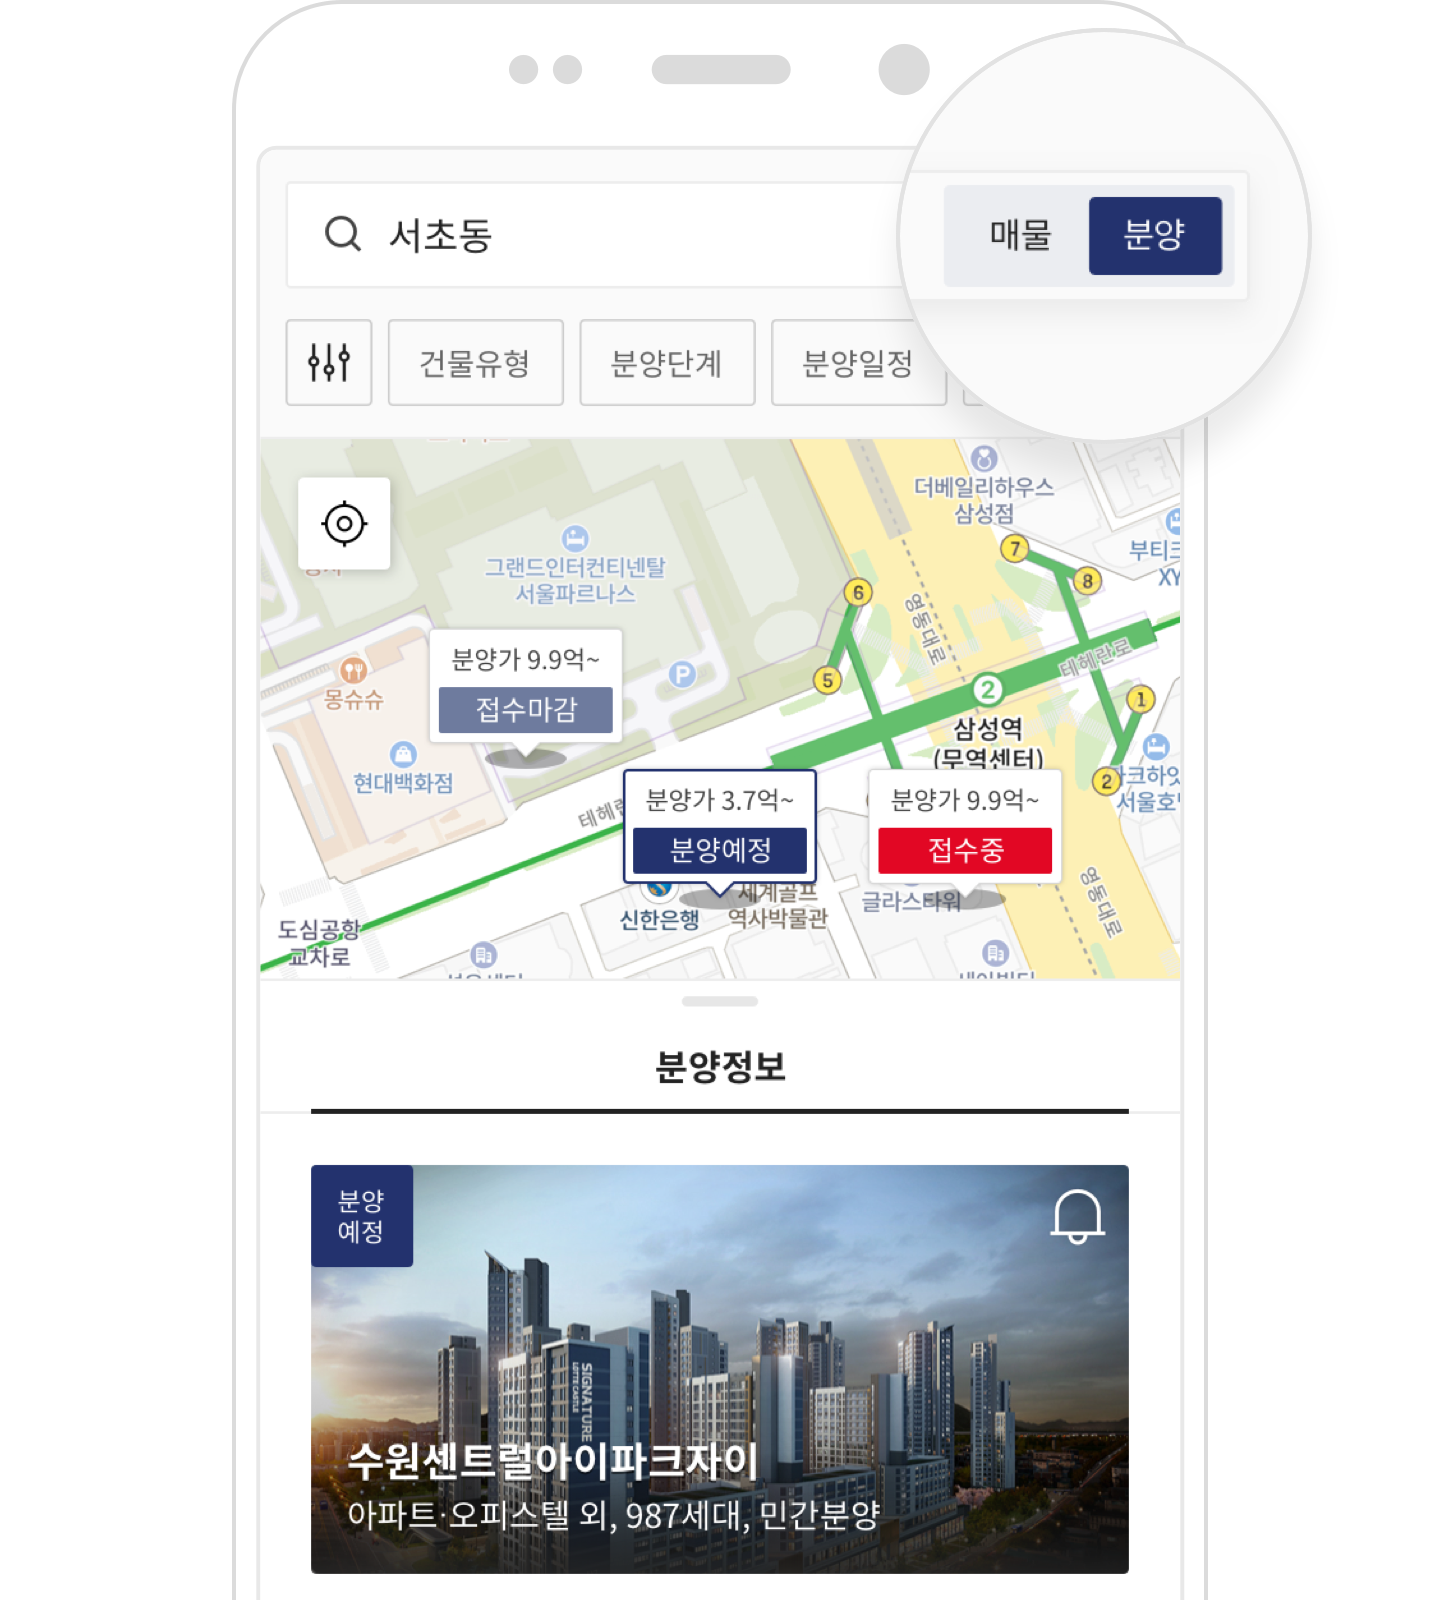 서초동
매물
분양
건물유형
분양단계
분양일정
더베일리하우스
삼성점
그랜드인터컨티넨탈
서울파르나스
7
8
부티크
XY
6
영동대로
분양가 9.9억~
접수마감
P
5
테헤란로
몽슈슈
2
1
삼성역
(무역센터)
현대백화점
2
파크하얏
서울호
분양가 3.7억~
분양예정
분양가 9.9억~
접수중
세계골프
역사박물관
신한은행
글라스타워
영동대로
도심공항
교차로
분양정보
분양
예정
SIGNATURE
LOTTE CASTLE
수원센트럴아이파크자이
아파트·오피스텔 외, 987세대, 민간분양